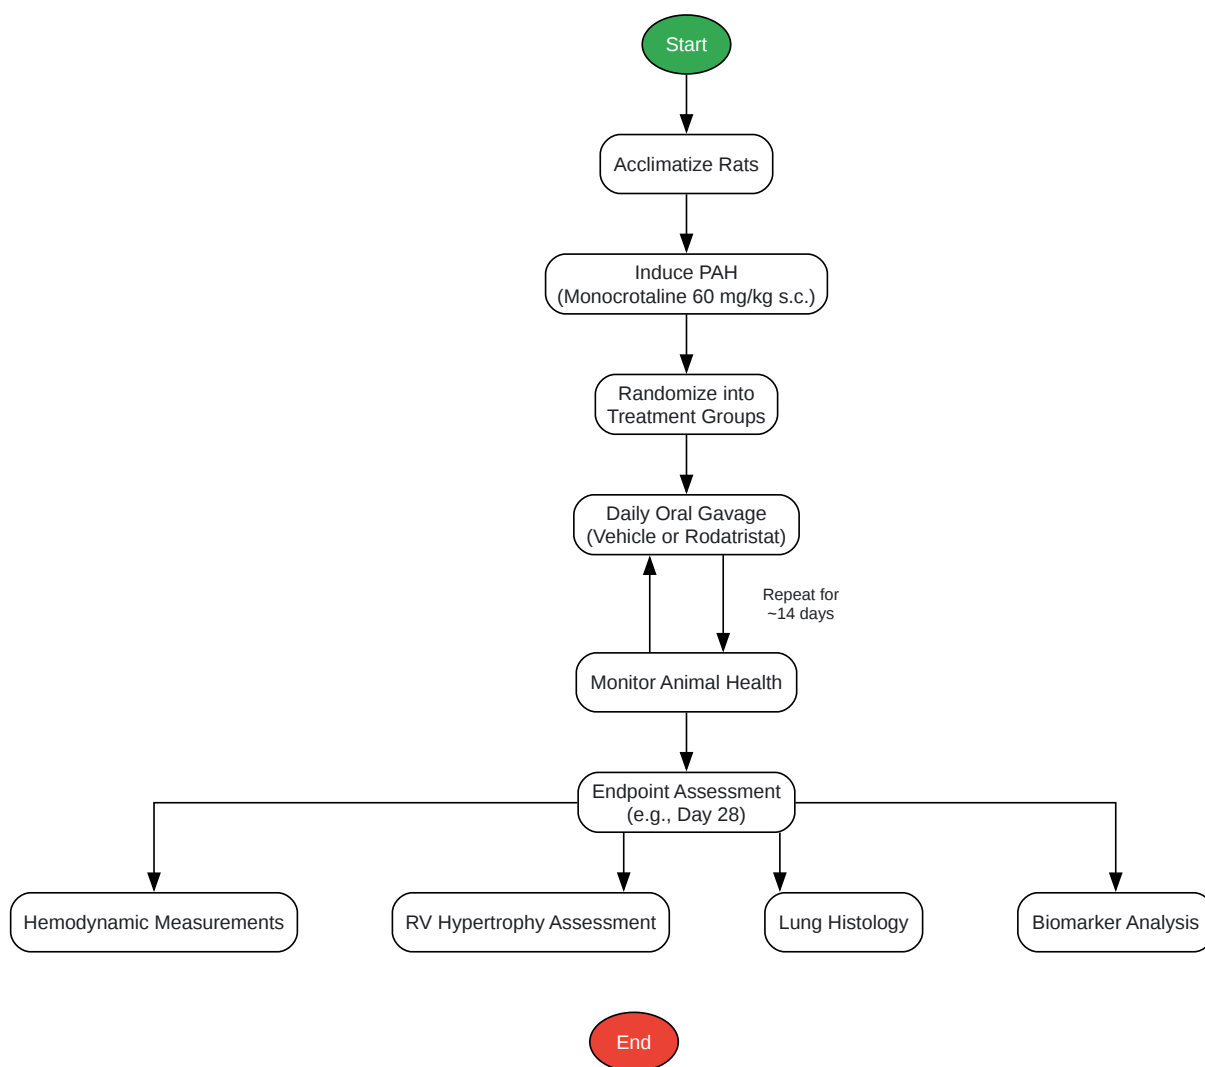 Start
Acclimatize Rats
Induce PAH
(Monocrotaline 60 mg/kg s.c.)
Randomize into
Treatment Groups
Daily Oral Gavage
(Vehicle or Rodatristat)
Repeat for
~14 days
Monitor Animal Health
Endpoint Assessment
(e.g., Day 28)
Hemodynamic Measurements
RV Hypertrophy Assessment
Lung Histology
Biomarker Analysis
End